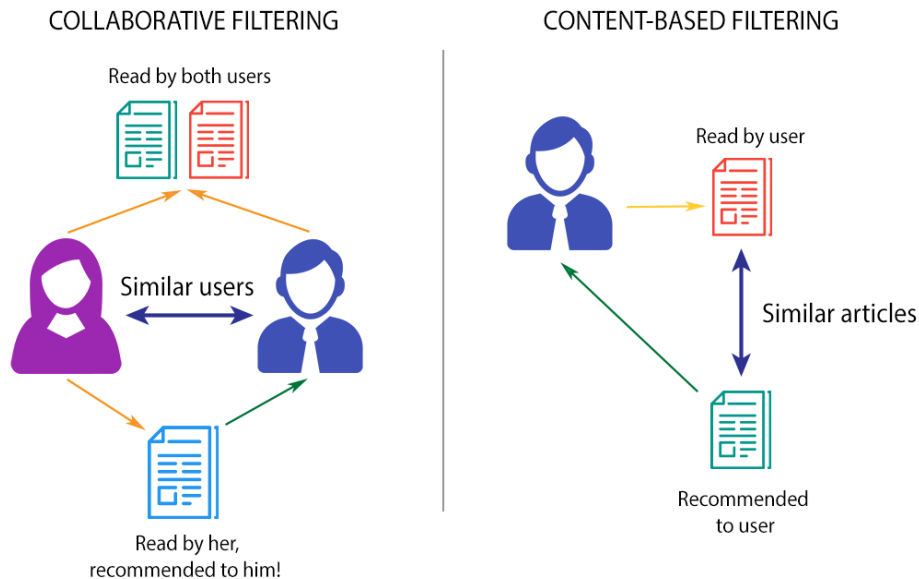 COLLABORATIVE FILTERING
Read by both users
Similar users
Read by her,
recommended to him!
CONTENT-BASED FILTERING
Read by user
Similar articles
Recommended
to user